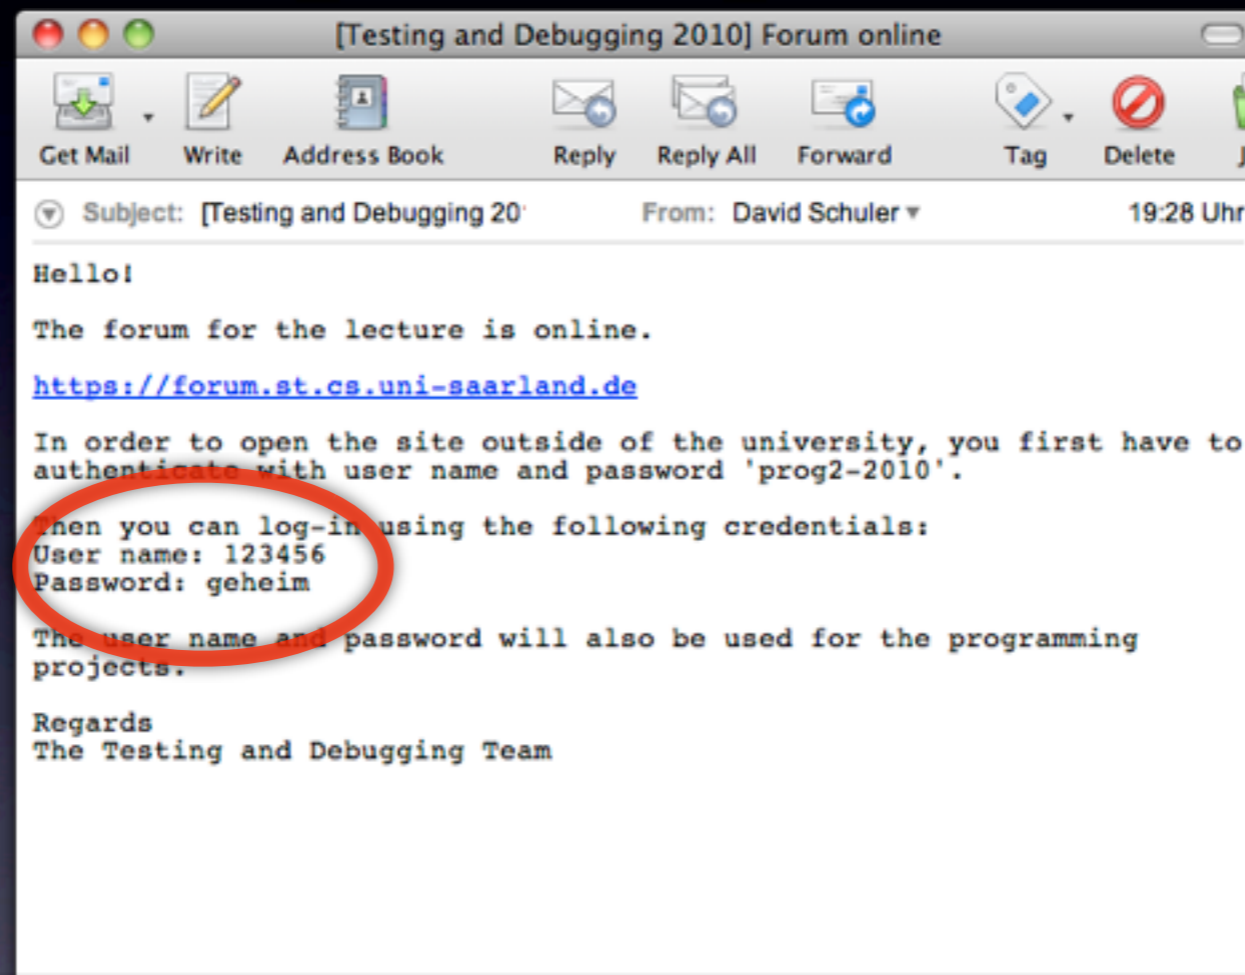 [Testing and Debugging 2010] Forum online
Get Mail Write Address Book Reply Reply All Forward Tag Delete
Subject: [Testing and Debugging 20 From: David Schuler 19:28 Uhr
Hello!
The forum for the lecture is online.
https://forum.st.cs.uni-saarland.de
In order to open the site outside of the university, you first have to
authenticate with user name and password 'prog2-2010'.
Then you can log-in using the following credentials:
User name: 123456
Password: geheim
The user name and password will also be used for the programming
projects.
Regards
The Testing and Debugging Team